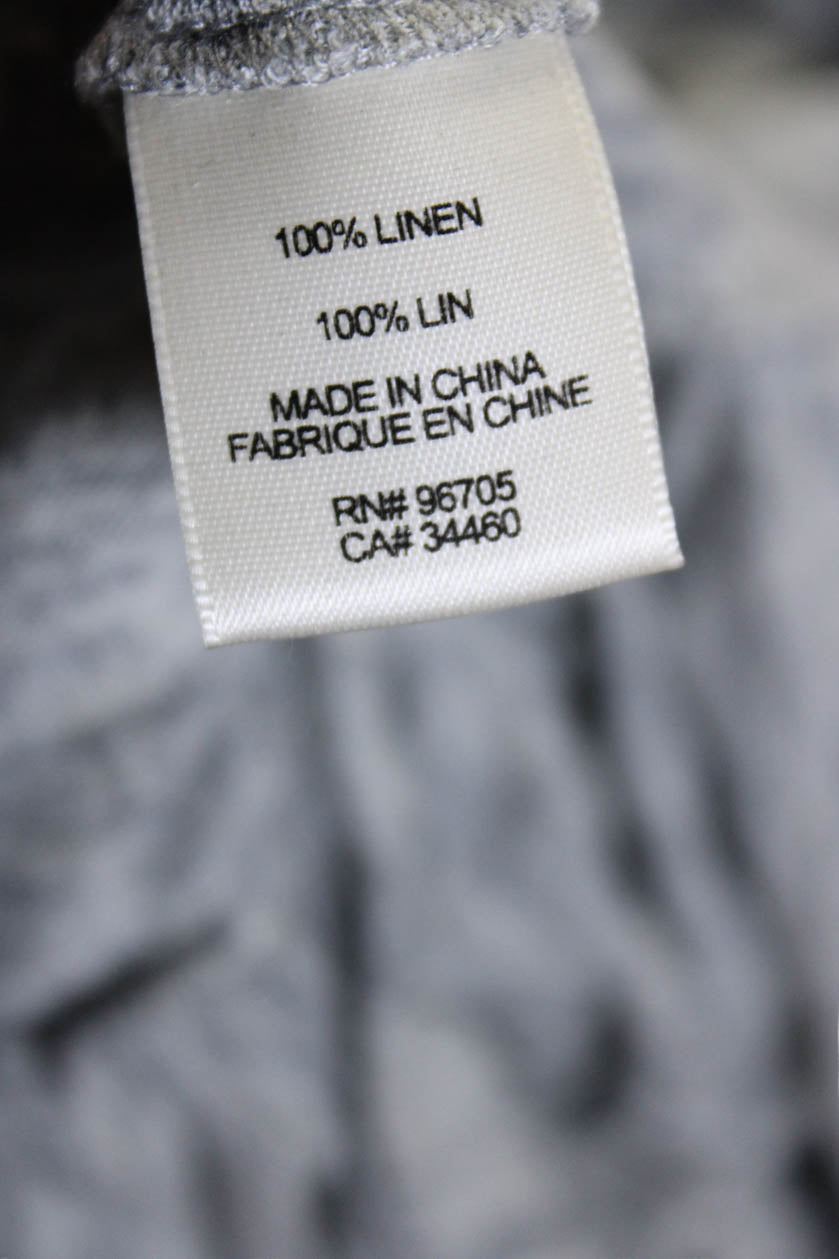 100% LINEN
100% LIN
MADE IN CHINA
FABRIQUE EN CHINE
RN# 96705
CA# 34460